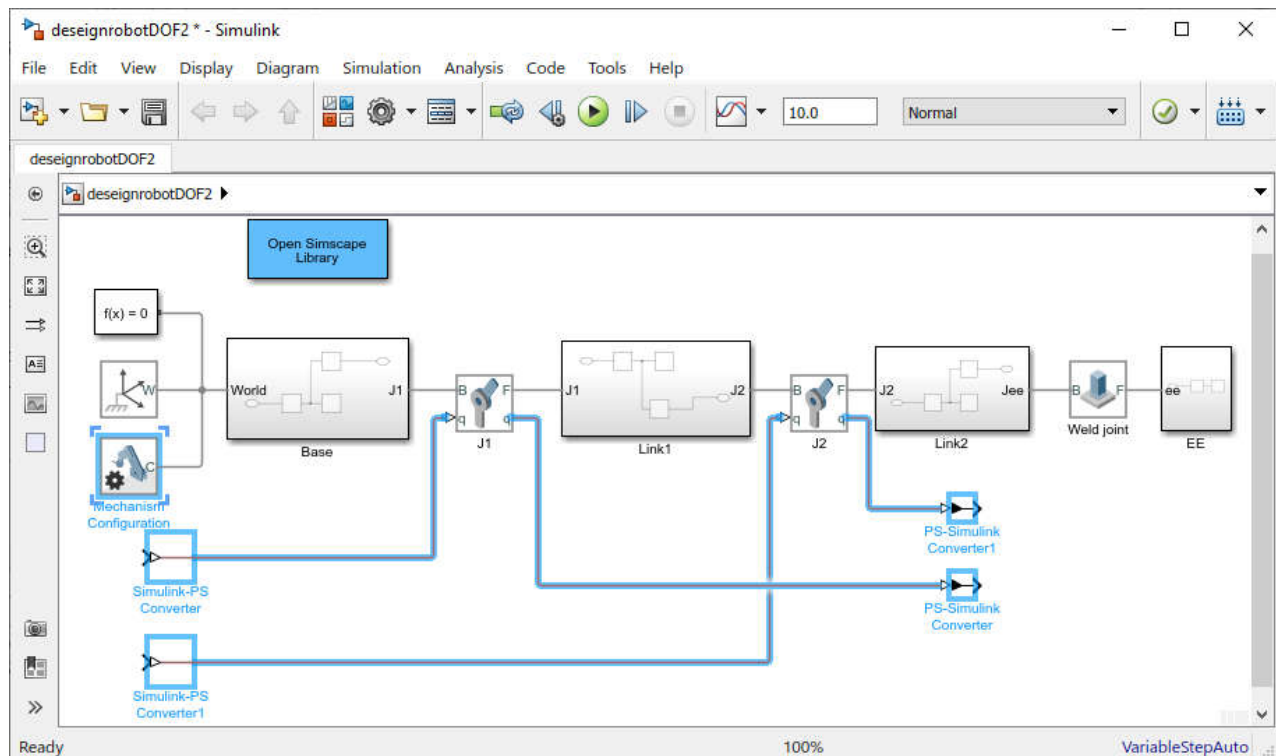 deseignrobotDOF2 * - Simulink
File Edit View Display Diagram Simulation Analysis Code Tools Help
10.0 Normal
deseignrobotDOF2
deseignrobotDOF2
Open Simscape
Library
f(x) = 0
W
World J1
Base
B F
q q
J1
J1 J2
Link1
B F
q q
J2
J2 Jee
Link2
B F
Weld joint
ee
EE
C
Mechanism
Configuration
PS-Simulink
Converter1
Simulink-PS
Converter
PS-Simulink
Converter
Simulink-PS
Converter1
Ready 100% VariableStepAuto